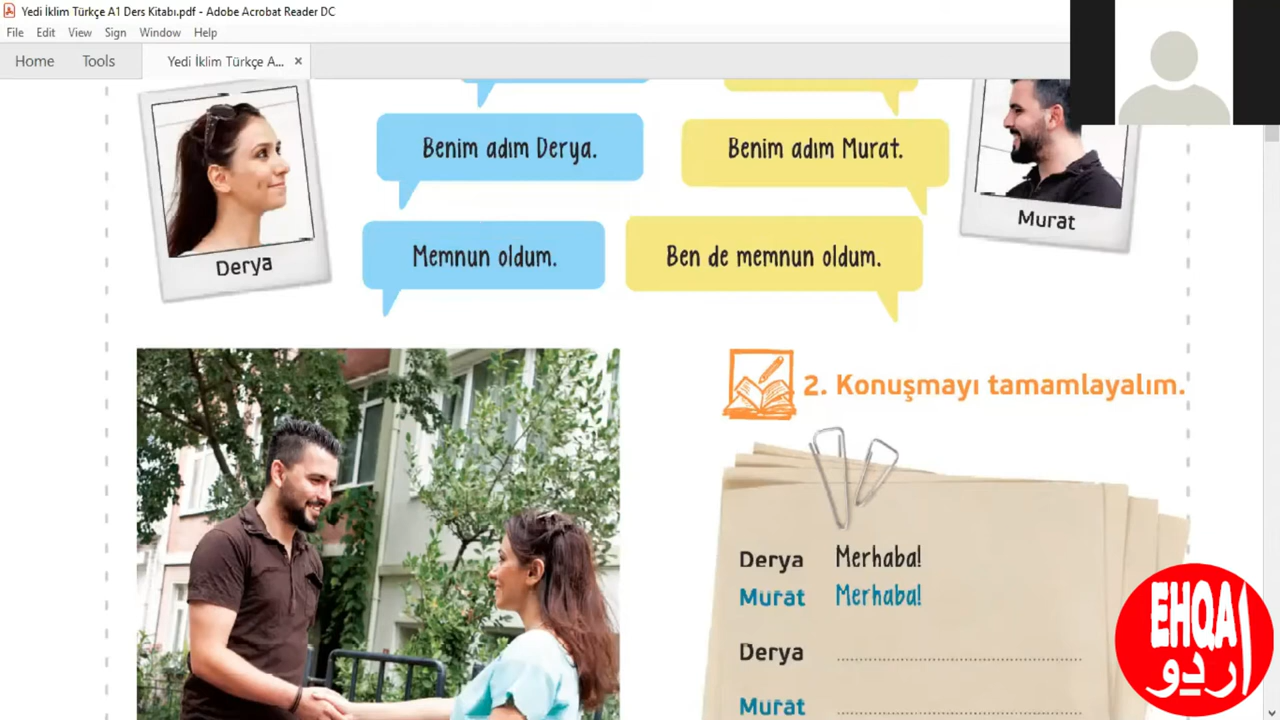 Yedi İklim Türkçe A1 Ders Kitabı.pdf - Adobe Acrobat Reader DC
File Edit View Sign Window Help
Home Tools Yedi İklim Türkçe A... ×
Benim adım Derya.
Benim adım Murat.
Derya
Murat
Memnun oldum.
Ben de memnun oldum.
2. Konuşmayı tamamlayalım.
Derya Merhaba!
Murat Merhaba!
Derya
Murat
EHQA
اردو